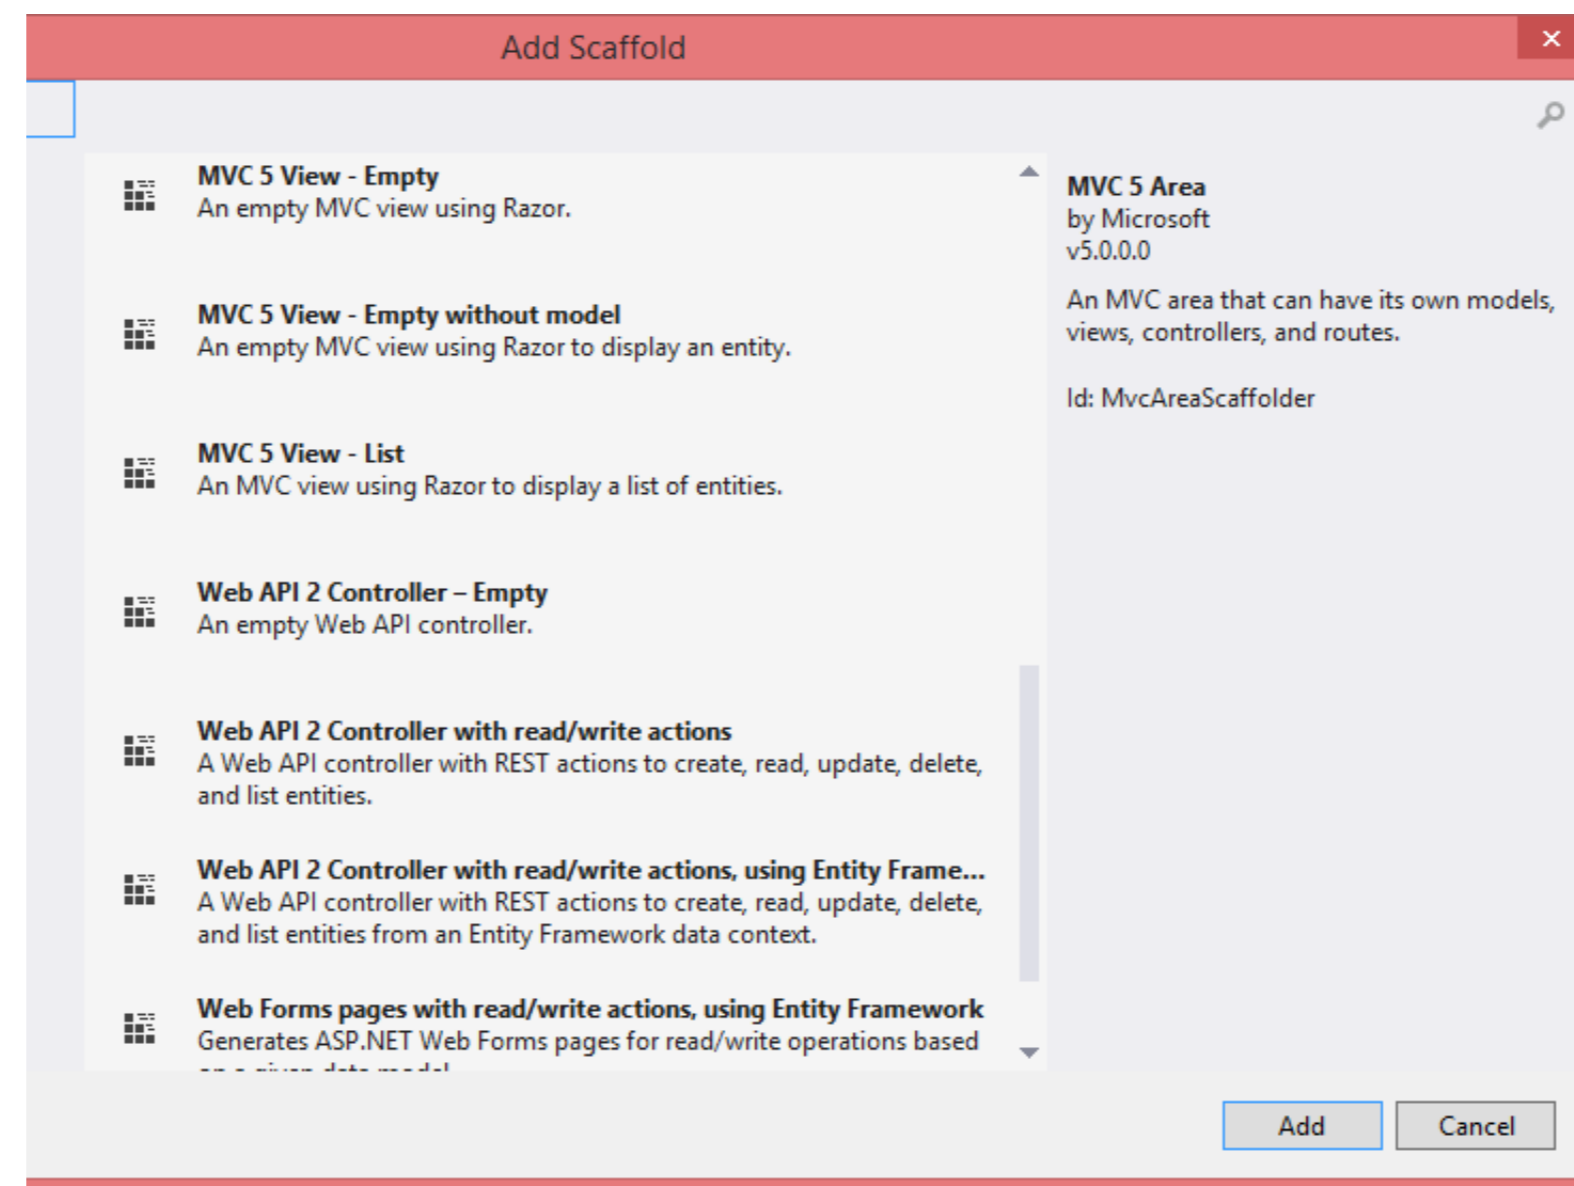 Add Scaffold
MVC 5 View - Empty
An empty MVC view using Razor.
MVC 5 View - Empty without model
An empty MVC view using Razor to display an entity.
MVC 5 View - List
An MVC view using Razor to display a list of entities.
Web API 2 Controller – Empty
An empty Web API controller.
Web API 2 Controller with read/write actions
A Web API controller with REST actions to create, read, update, delete,
and list entities.
Web API 2 Controller with read/write actions, using Entity Frame...
A Web API controller with REST actions to create, read, update, delete,
and list entities from an Entity Framework data context.
Web Forms pages with read/write actions, using Entity Framework
Generates ASP.NET Web Forms pages for read/write operations based
on a given data model
MVC 5 Area
by Microsoft
v5.0.0.0
An MVC area that can have its own models,
views, controllers, and routes.
Id: MvcAreaScaffolder
Add
Cancel